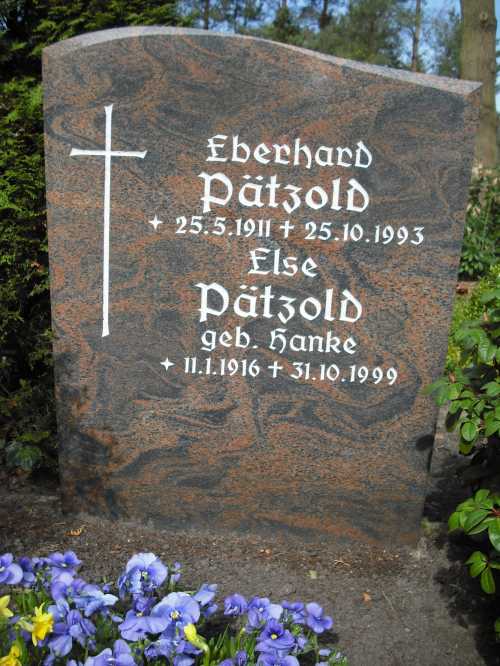 Eberhard
Pätzold
✦ 25.5.1911 ✝ 25.10.1993
Else
Pätzold
geb. Hanke
✦ 11.1.1916 ✝ 31.10.1999